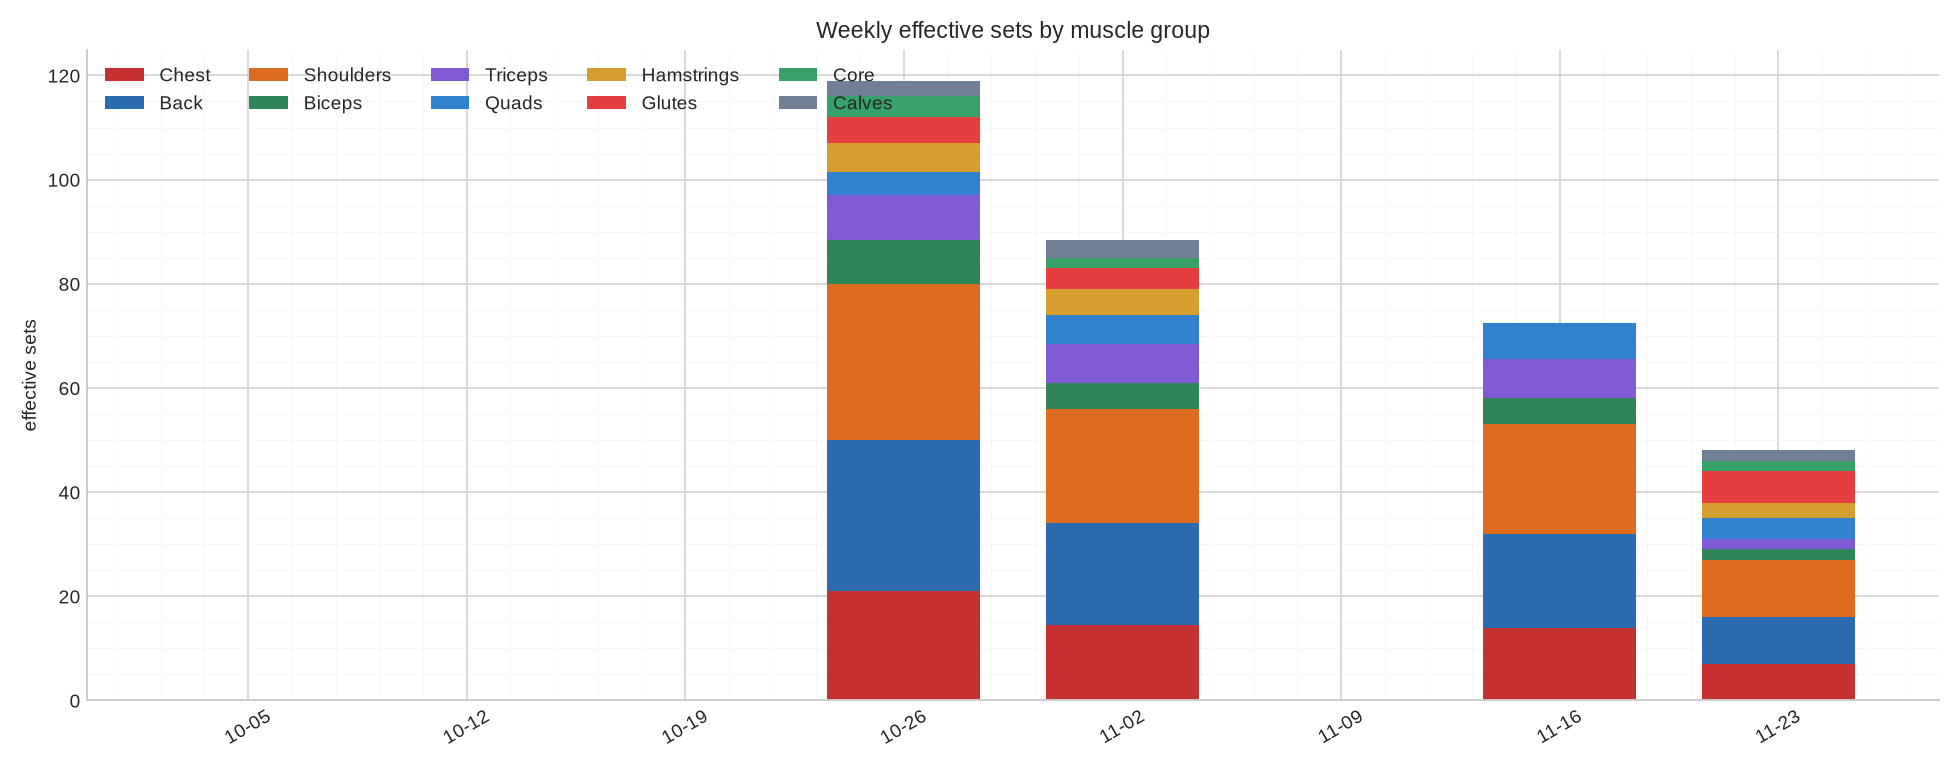 Weekly effective sets by muscle group
Chest Shoulders Triceps Hamstrings Core
Back Biceps Quads Glutes Calves
effective sets
120
100
80
60
40
20
0
10-05 10-12 10-19 10-26 11-02 11-09 11-16 11-23